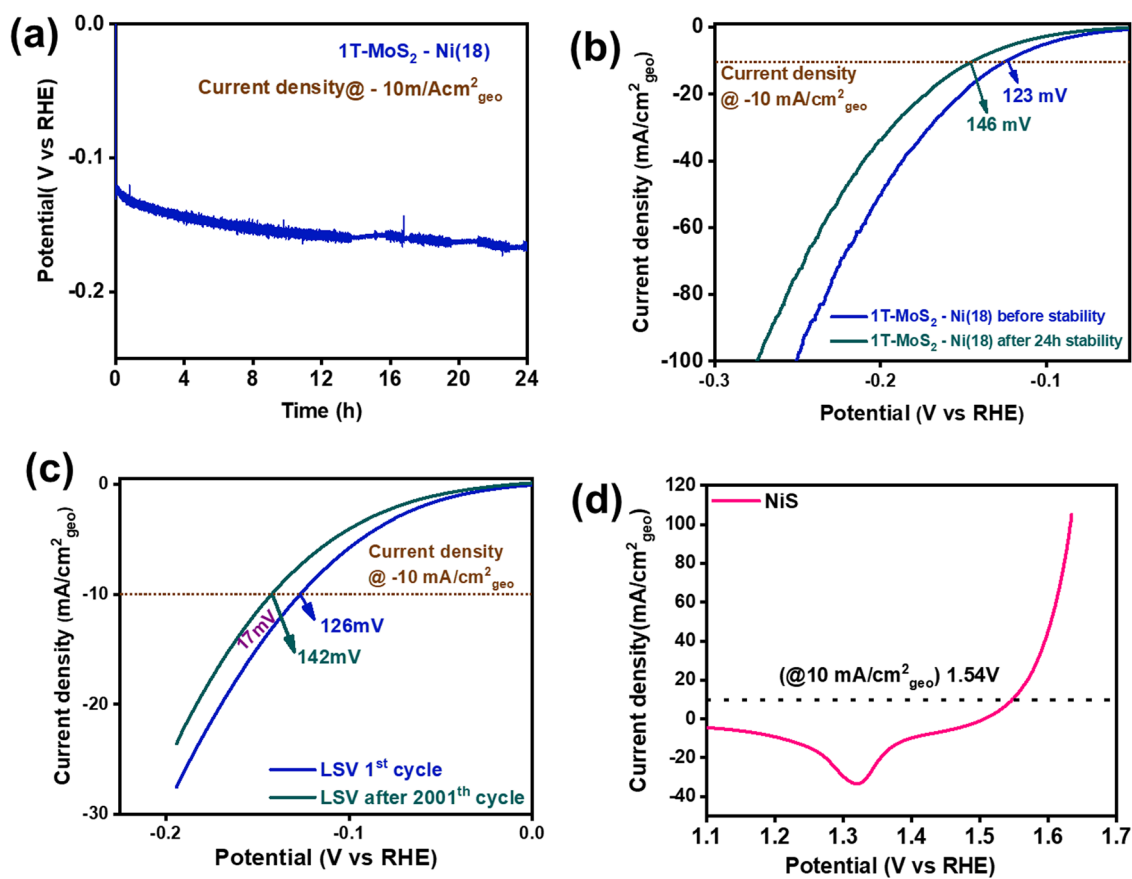 (a)
0.0
-0.1
-0.2
Potential( V vs RHE)
1T-MoS2 - Ni(18)
Current density@ - 10m/Acm2geo
0 4 8 12 16 20 24
Time (h)
(b)
0
-20
-40
-60
-80
-100
Current density (mA/cm2geo)
Current density
@ -10 mA/cm2geo
123 mV
146 mV
1T-MoS2 - Ni(18) before stability
1T-MoS2 - Ni(18) after 24h stability
-0.3 -0.2 -0.1
Potential (V vs RHE)
(c)
0
-10
-20
-30
Current density (mA/cm2geo)
Current density
@ -10 mA/cm2geo
17mV
126mV
142mV
LSV 1st cycle
LSV after 2001th cycle
-0.2 -0.1 0.0
Potential (V vs RHE)
(d)
120
100
80
60
40
20
0
-20
-40
Current density(mA/cm2geo)
NiS
(@10 mA/cm2geo) 1.54V
1.1 1.2 1.3 1.4 1.5 1.6 1.7
Potential (V vs RHE)